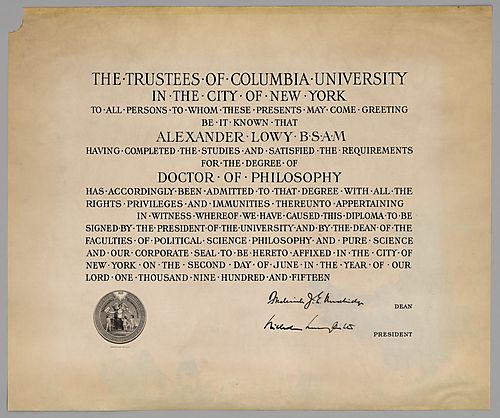 THE·TRUSTEES·OF·COLUMBIA·UNIVERSITY
IN·THE·CITY·OF·NEW·YORK
TO·ALL·PERSONS·TO·WHOM·THESE·PRESENTS·MAY·COME·GREETING
BE·IT·KNOWN·THAT
ALEXANDER·LOWY·B·S·A·M
HAVING·COMPLETED·THE·STUDIES·AND·SATISFIED·THE·REQUIREMENTS
FOR·THE·DEGREE·OF
DOCTOR·OF·PHILOSOPHY
HAS·ACCORDINGLY·BEEN·ADMITTED·TO·THAT·DEGREE·WITH·ALL·THE
RIGHTS·PRIVILEGES·AND·IMMUNITIES·THEREUNTO·APPERTAINING
IN·WITNESS·WHEREOF·WE·HAVE·CAUSED·THIS·DIPLOMA·TO·BE
SIGNED·BY·THE·PRESIDENT·OF·THE·UNIVERSITY·AND·BY·THE·DEAN·OF·THE
FACULTIES·OF·POLITICAL·SCIENCE·PHILOSOPHY·AND·PURE·SCIENCE
AND·OUR·CORPORATE·SEAL·TO·BE·HERETO·AFFIXED·IN·THE·CITY·OF
NEW·YORK·ON·THE·SECOND·DAY·OF·JUNE·IN·THE·YEAR·OF·OUR
LORD·ONE·THOUSAND·NINE·HUNDRED·AND·FIFTEEN
DEAN
PRESIDENT